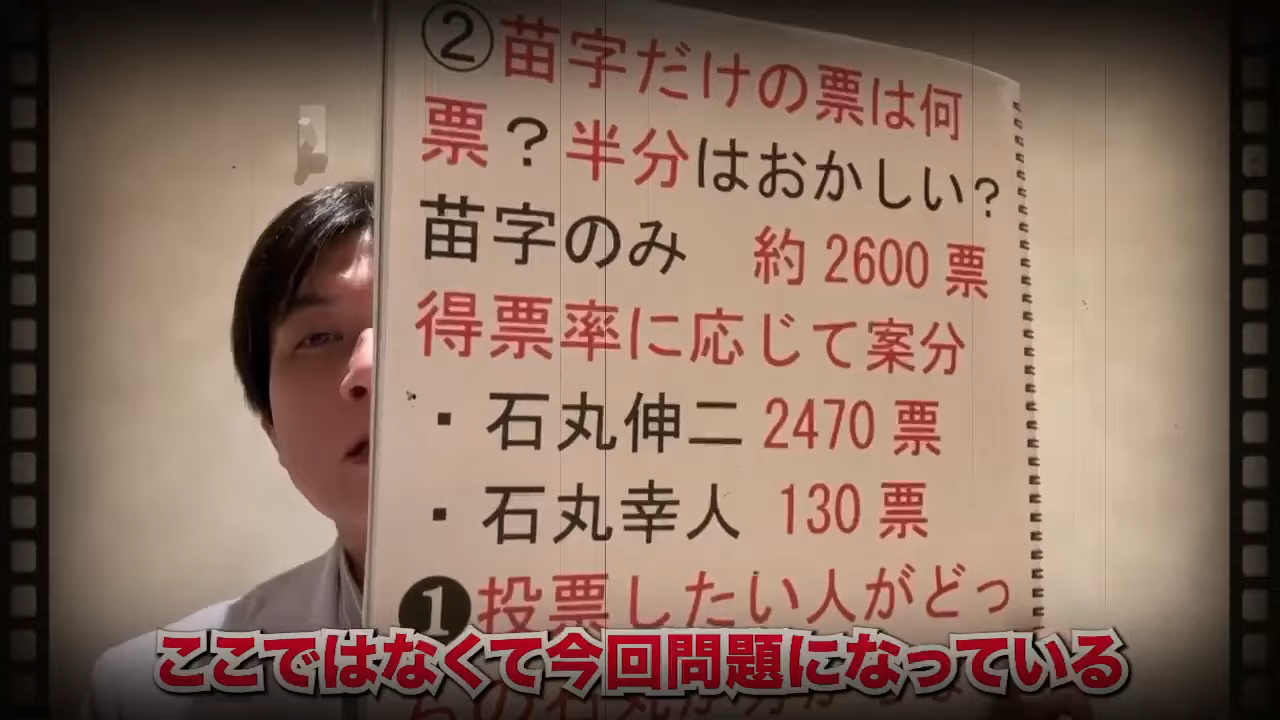 ②苗字だけの票は何
票？半分はおかしい?
苗字のみ 約2600票
得票率に応じて案分
・石丸伸二 2470票
・石丸幸人 130票
❶投票したい人がどっ
ここではなくて今回問題になっている